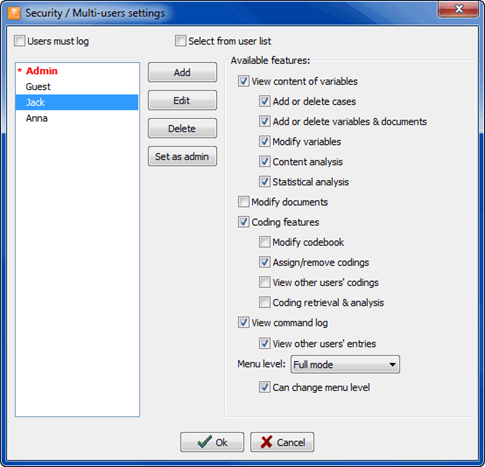 Security / Multi-users settings
Users must log
Select from user list
* Admin
Guest
Jack
Anna
Add
Edit
Delete
Set as admin
Available features:
View content of variables
Add or delete cases
Add or delete variables & documents
Modify variables
Content analysis
Statistical analysis
Modify documents
Coding features
Modify codebook
Assign/remove codings
View other users' codings
Coding retrieval & analysis
View command log
View other users' entries
Menu level: Full mode
Can change menu level
Ok
Cancel